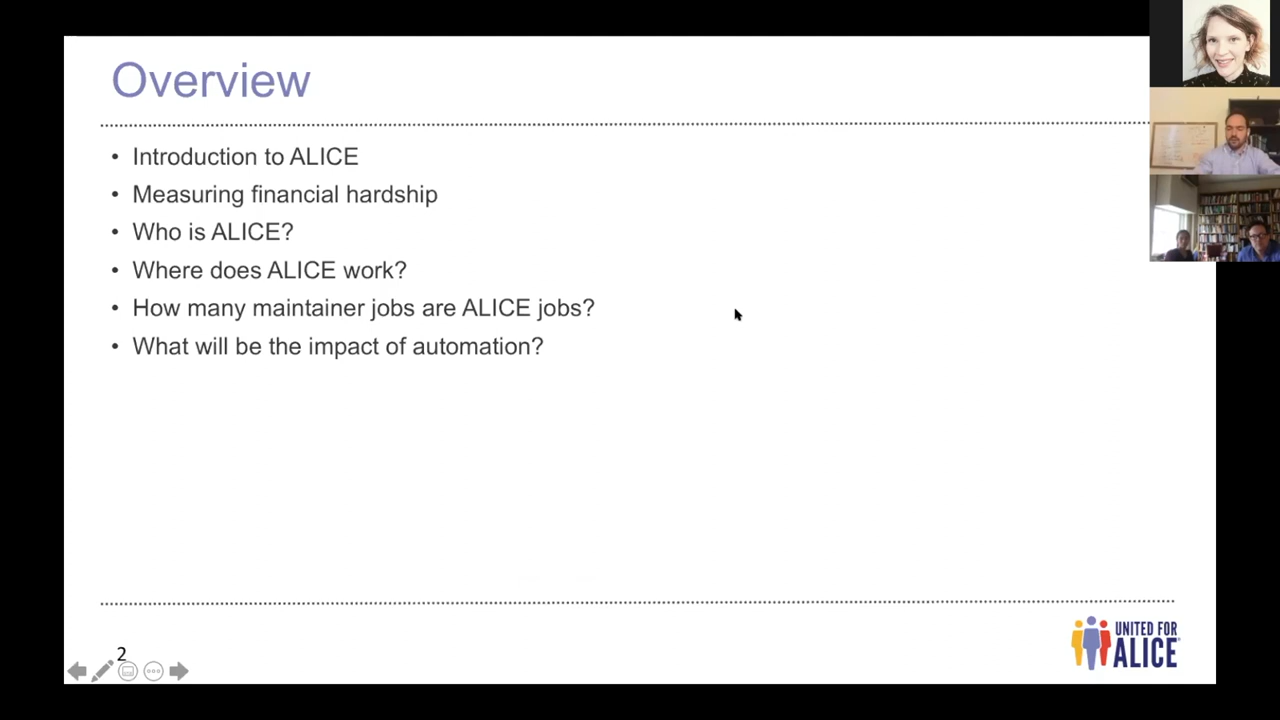 Overview
• Introduction to ALICE
• Measuring financial hardship
• Who is ALICE?
• Where does ALICE work?
• How many maintainer jobs are ALICE jobs?
• What will be the impact of automation?
2
UNITED FOR
ALICE